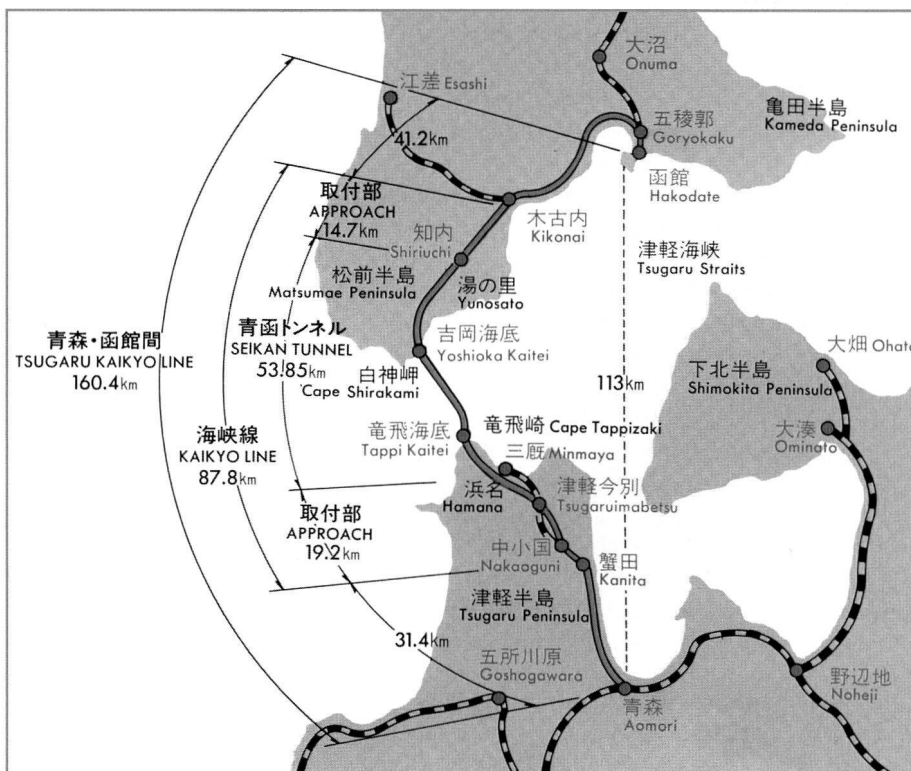 大沼
Onuma
江差 Esashi
亀田半島
Kameda Peninsula
五稜郭
Goryokaku
41.2km
函館
Hakodate
取付部
APPROACH
14.7km
木古内
Kikonai
知内
Shiriuchi
津軽海峡
Tsugaru Straits
松前半島
Matsumae Peninsula
湯の里
Yunosato
青森・函館間
TSUGARU KAIKYO LINE
160.4km
青函トンネル
SEIKAN TUNNEL
53.85km
吉岡海底
Yoshioka Kaitei
大畑 Ohata
白神岬
Cape Shirakami
113km
下北半島
Shimokita Peninsula
海峡線
KAIKYO LINE
87.8km
竜飛海底
Tappi Kaitei
竜飛崎 Cape Tappizaki
三厩 Minmaya
大湊
Ominato
浜名
Hamana
津軽今別
Tsugaruimabetsu
取付部
APPROACH
19.2km
中小国
Nakaoguni
蟹田
Kanita
津軽半島
Tsugaru Peninsula
31.4km
五所川原
Goshogawara
青森
Aomori
野辺地
Noheji